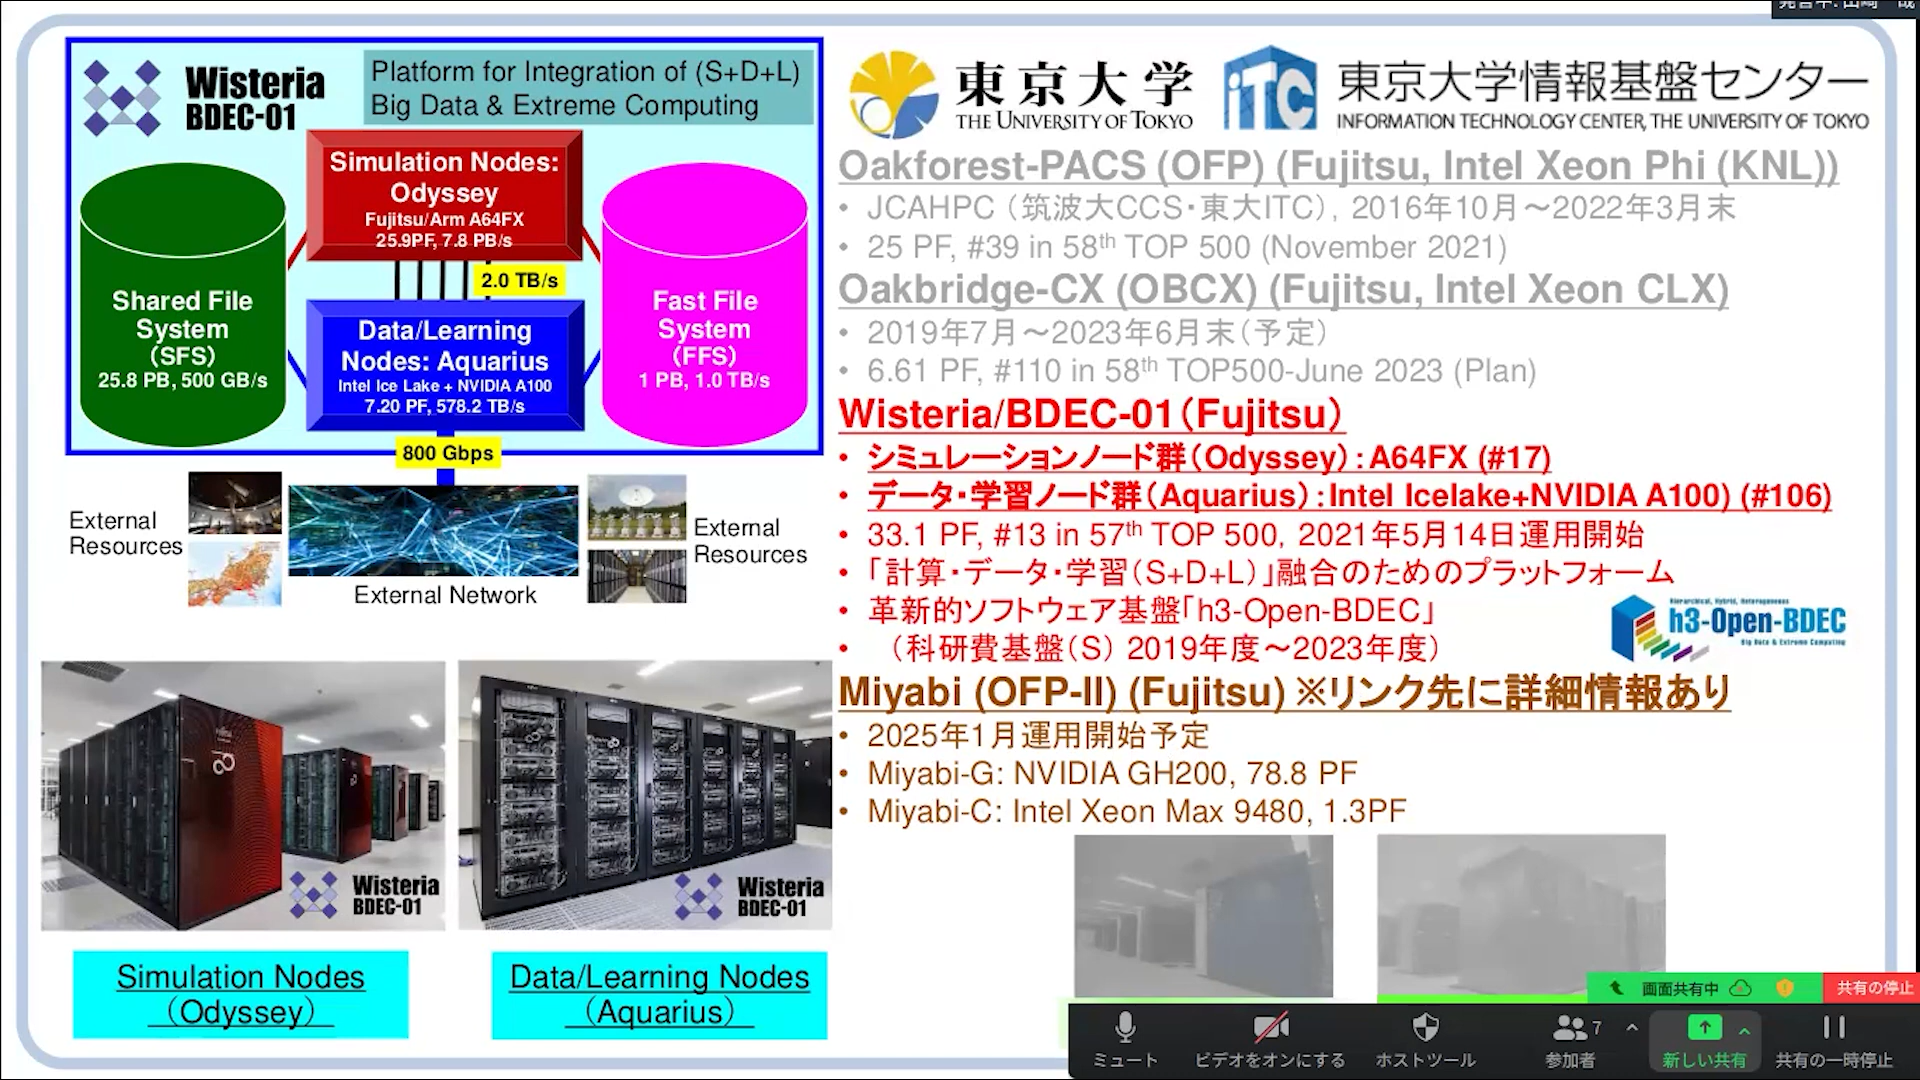 Wisteria
BDEC-01
Platform for Integration of (S+D+L)
Big Data & Extreme Computing
Simulation Nodes:
Odyssey
Fujitsu/Arm A64FX
25.9PF, 7.8 PB/s
2.0 TB/s
Shared File
System
(SFS)
25.8 PB, 500 GB/s
Data/Learning
Nodes: Aquarius
Intel Ice Lake + NVIDIA A100
7.20 PF, 578.2 TB/s
Fast File
System
(FFS)
1 PB, 1.0 TB/s
800 Gbps
External
Resources
External Network
External
Resources
Wisteria
BDEC-01
Wisteria
BDEC-01
Simulation Nodes
（Odyssey）
Data/Learning Nodes
（Aquarius）
東京大学
THE UNIVERSITY OF TOKYO
iTC
東京大学情報基盤センター
INFORMATION TECHNOLOGY CENTER, THE UNIVERSITY OF TOKYO
Oakforest-PACS (OFP) (Fujitsu, Intel Xeon Phi (KNL))
• JCAHPC（筑波大CCS・東大ITC）, 2016年10月～2022年3月末
• 25 PF, #39 in 58th TOP 500 (November 2021)
Oakbridge-CX (OBCX) (Fujitsu, Intel Xeon CLX)
• 2019年7月～2023年6月末（予定）
• 6.61 PF, #110 in 58th TOP500-June 2023 (Plan)
Wisteria/BDEC-01（Fujitsu）
• シミュレーションノード群（Odyssey）：A64FX (#17)
• データ・学習ノード群（Aquarius）：Intel Icelake+NVIDIA A100) (#106)
• 33.1 PF, #13 in 57th TOP 500, 2021年5月14日運用開始
• 「計算・データ・学習（S+D+L）」融合のためのプラットフォーム
• 革新的ソフトウェア基盤「h3-Open-BDEC」
• （科研費基盤（S） 2019年度～2023年度）
Hierarchical, Hybrid, Heterogeneous
h3-Open-BDEC
Big Data & Extreme Computing
Miyabi (OFP-II) (Fujitsu) ※リンク先に詳細情報あり
• 2025年1月運用開始予定
• Miyabi-G: NVIDIA GH200, 78.8 PF
• Miyabi-C: Intel Xeon Max 9480, 1.3PF
画面共有中
共有の停止
ミュート
ビデオをオンにする
ホストツール
7
参加者
新しい共有
共有の一時停止